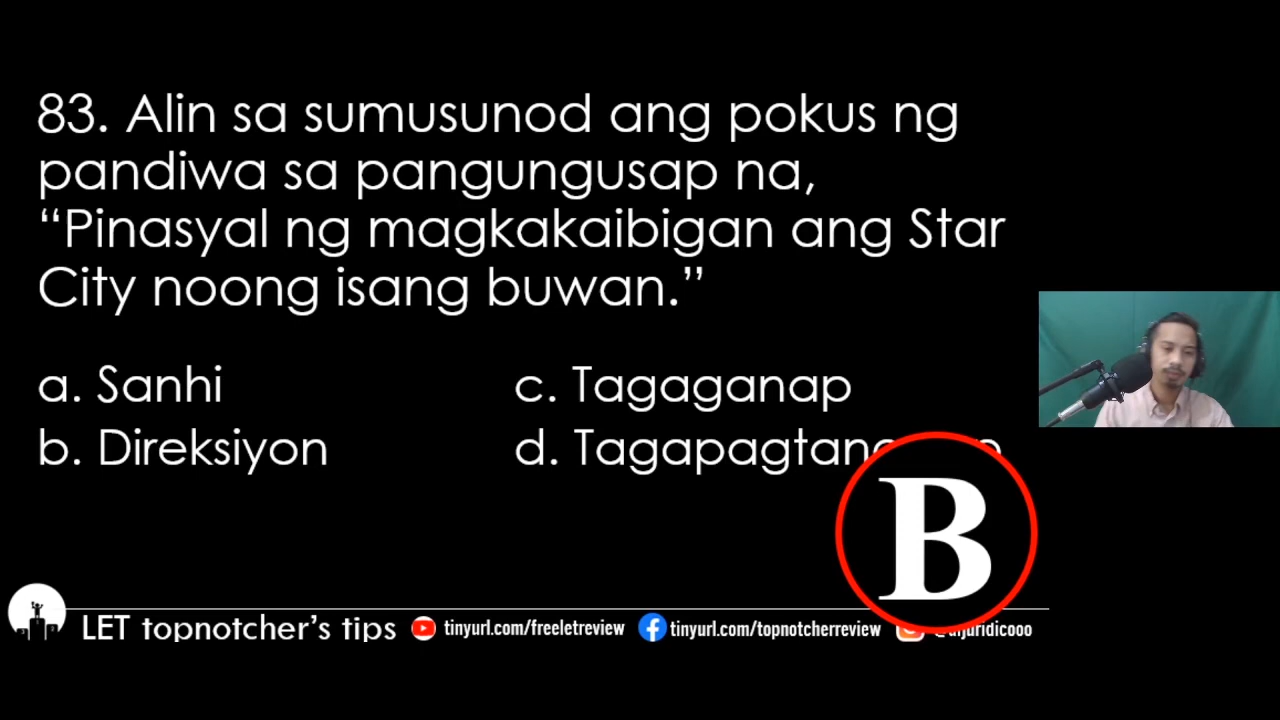 83. Alin sa sumusunod ang pokus ng
pandiwa sa pangungusap na,
“Pinasyal ng magkakaibigan ang Star
City noong isang buwan.”
a. Sanhi
c. Tagaganap
b. Direksiyon
d.
B
LET topnotcher's tips
tinyurl.com/freeletreview
tinyurl.com/topnotcherreview